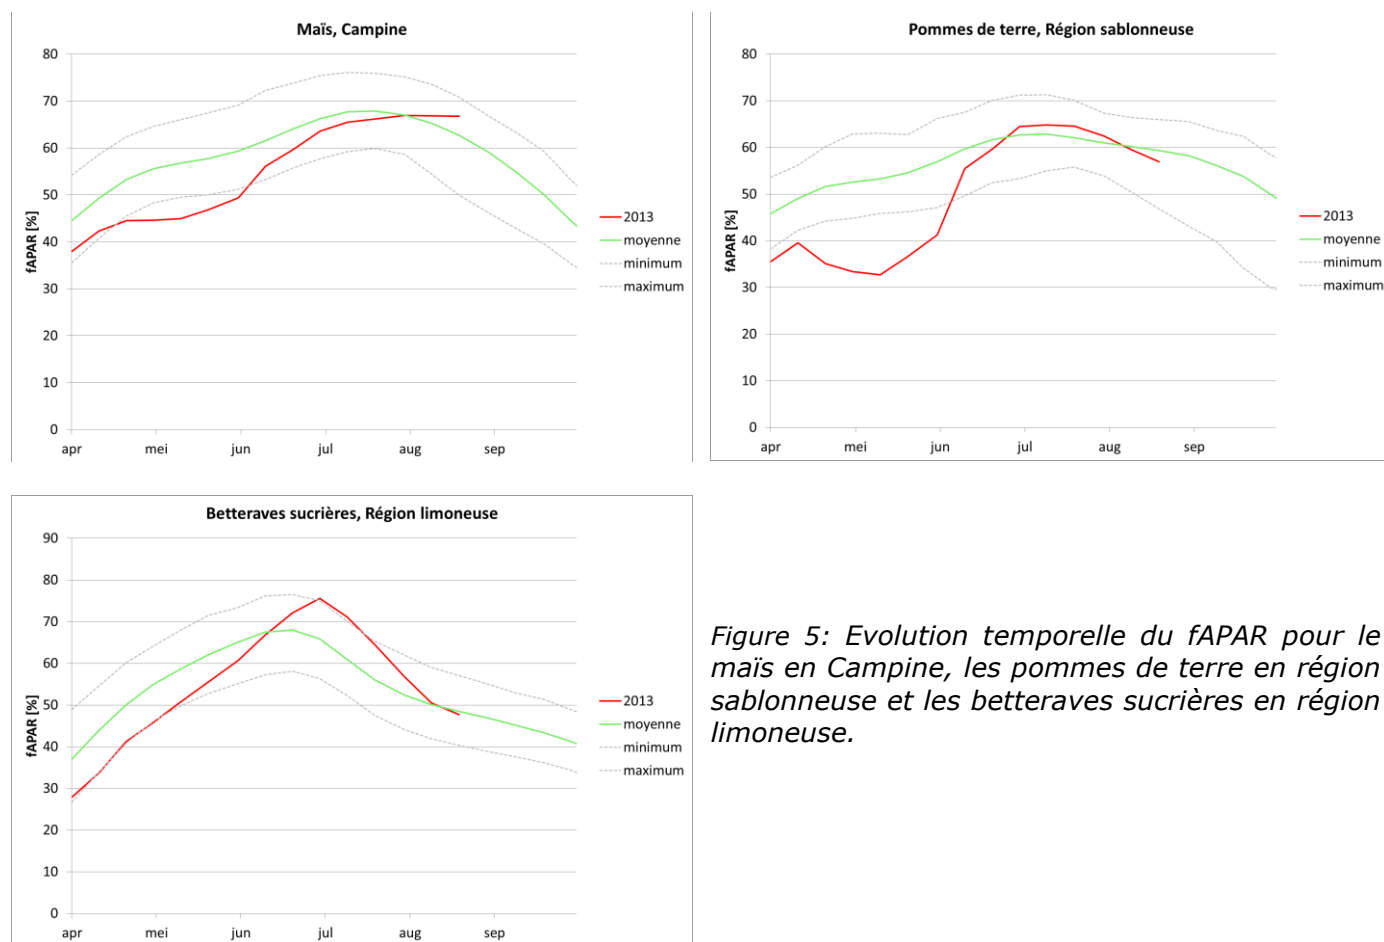 Maïs, Campine
80
70
60
50
40
30
20
10
0
fAPAR [%]
apr mei jun jul aug sep
2013
moyenne
minimum
maximum
Pommes de terre, Région sablonneuse
80
70
60
50
40
30
20
10
0
fAPAR [%]
apr mei jun jul aug sep
2013
moyenne
minimum
maximum
Betteraves sucrières, Région limoneuse
90
80
70
60
50
40
30
20
10
0
fAPAR [%]
apr mei jun jul aug sep
2013
moyenne
minimum
maximum
Figure 5: Evolution temporelle du fAPAR pour le
maïs en Campine, les pommes de terre en région
sablonneuse et les betteraves sucrières en région
limoneuse.